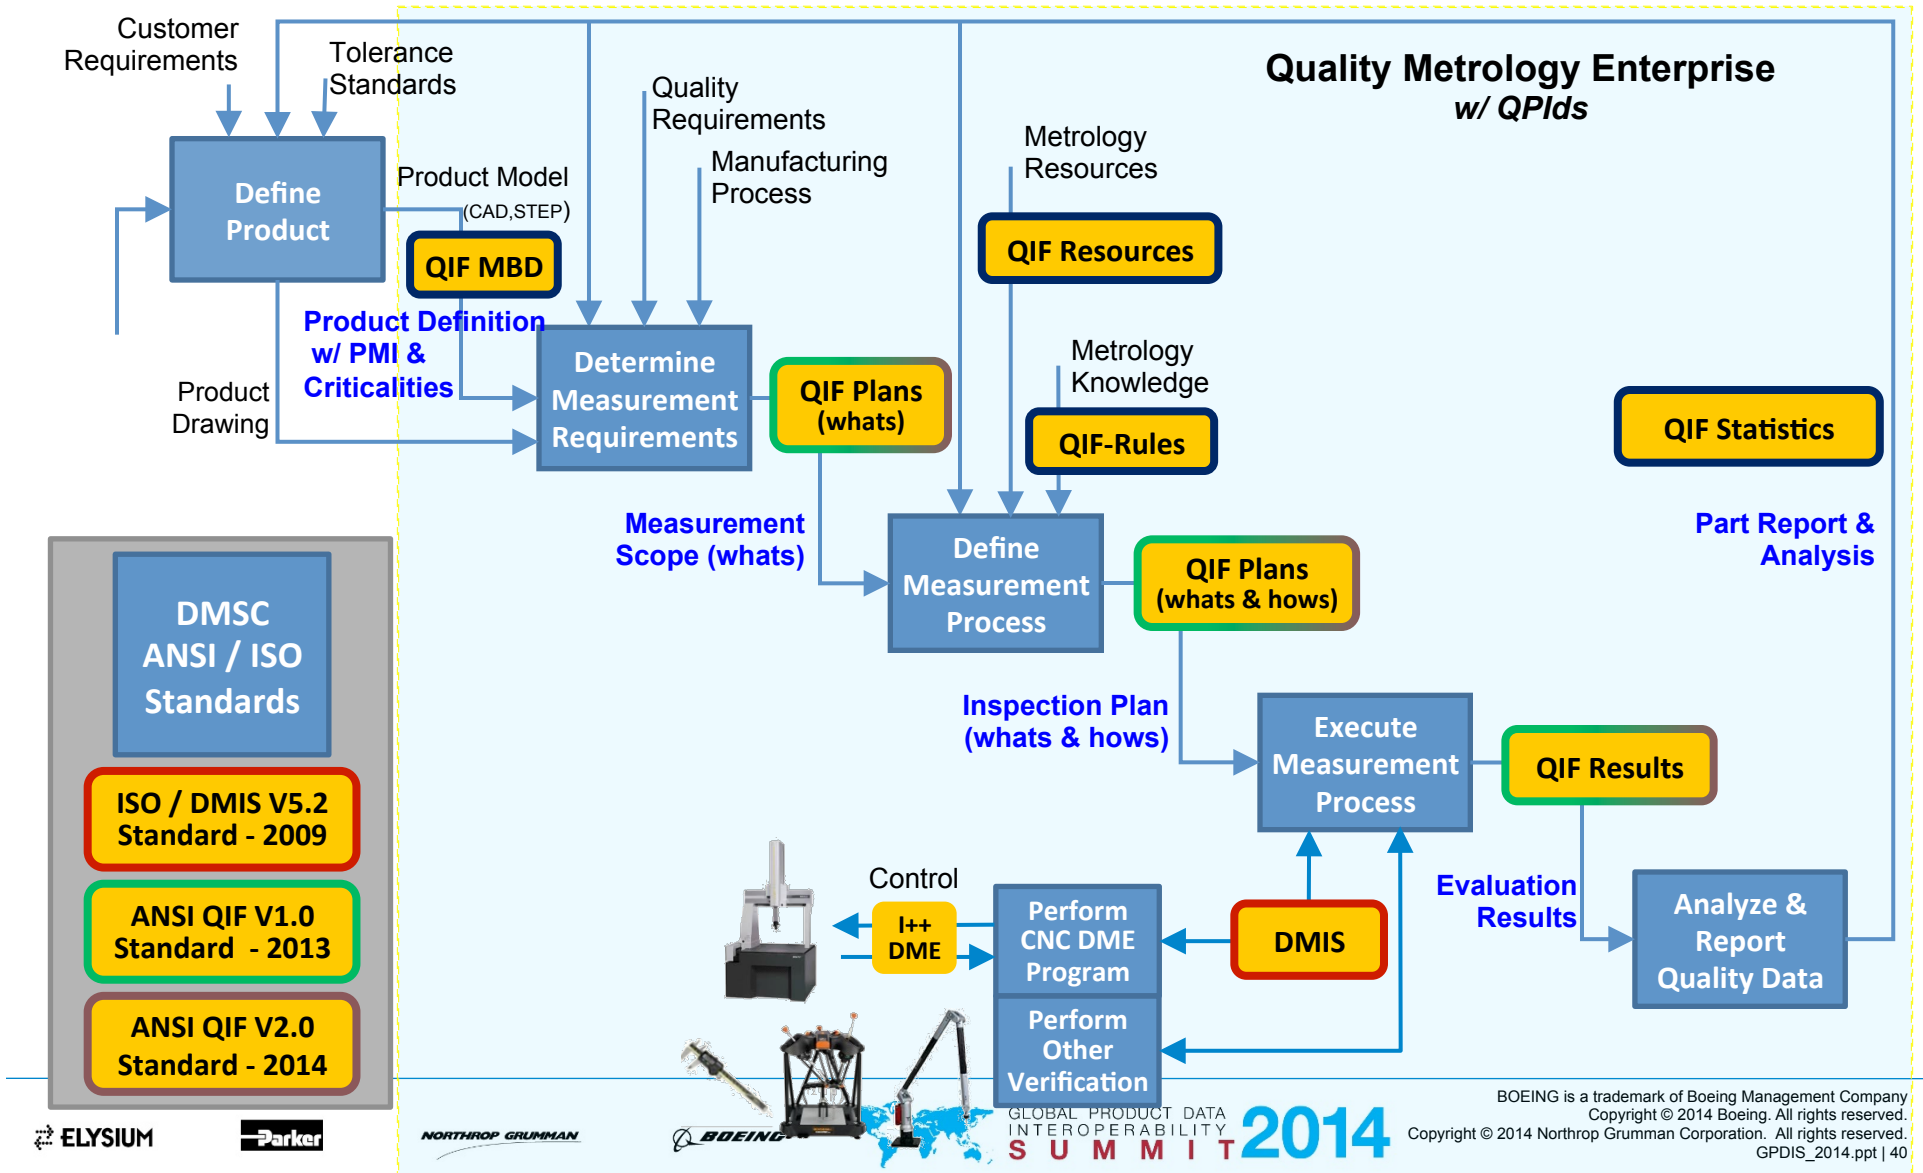 Customer
Requirements
Tolerance
Standards
Quality Metrology Enterprise
w/ QPIds
Quality
Requirements
Manufacturing
Process
Metrology
Resources
Define
Product
Product Model
(CAD,STEP)
QIF MBD
QIF Resources
Product Definition
w/ PMI &
Criticalities
Product
Drawing
Determine
Measurement
Requirements
QIF Plans
(whats)
Metrology
Knowledge
QIF-Rules
QIF Statistics
Measurement
Scope (whats)
Define
Measurement
Process
QIF Plans
(whats & hows)
Part Report &
Analysis
DMSC
ANSI / ISO
Standards
ISO / DMIS V5.2
Standard - 2009
ANSI QIF V1.0
Standard - 2013
ANSI QIF V2.0
Standard - 2014
Inspection Plan
(whats & hows)
Execute
Measurement
Process
QIF Results
Control
I++
DME
Perform
CNC DME
Program
DMIS
Evaluation
Results
Analyze &
Report
Quality Data
Perform
Other
Verification
ELYSIUM
Parker
NORTHROP GRUMMAN
BOEING
GLOBAL PRODUCT DATA
INTEROPERABILITY
SUMMIT 2014
BOEING is a trademark of Boeing Management Company
Copyright © 2014 Boeing. All rights reserved.
Copyright © 2014 Northrop Grumman Corporation. All rights reserved.
GPDIS_2014.ppt | 40